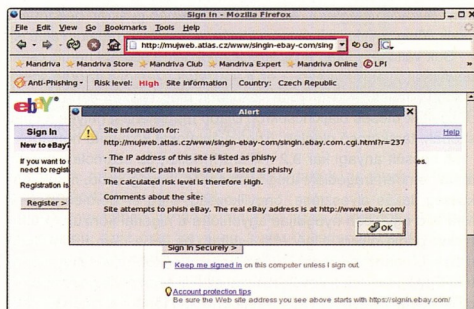 Sign In - Mozilla Firefox
File Edit View Go Bookmarks Tools Help
http://mujweb.atlas.cz/www/singin-ebay-com/sing Go G
Mandriva Mandriva Store Mandriva Club Mandriva Expert Mandriva Online LPI »
Anti-Phishing Risk level: High Site Information Country: Czech Republic
ebY®
Alert
Sign In
Help
New to eBay?
If you want to
es.
need to regist
Registration is
Register >
Site information for:
http://mujweb.atlas.cz/www/singin-ebay-com/singin.ebay.com.cgi.html?r=237
- The IP address of this site is listed as phishy
- This specific path in this sever is listed as phishy
The calculated risk level is therefore High.
Comments about the site:
Site attempts to phish eBay. The real eBay address is at http://www.ebay.com/
OK
Sign In Securely >
Keep me signed in on this computer unless I sign out.
Account protection tips
Be sure the Web site address you see above starts with https://signin.ebay.com/